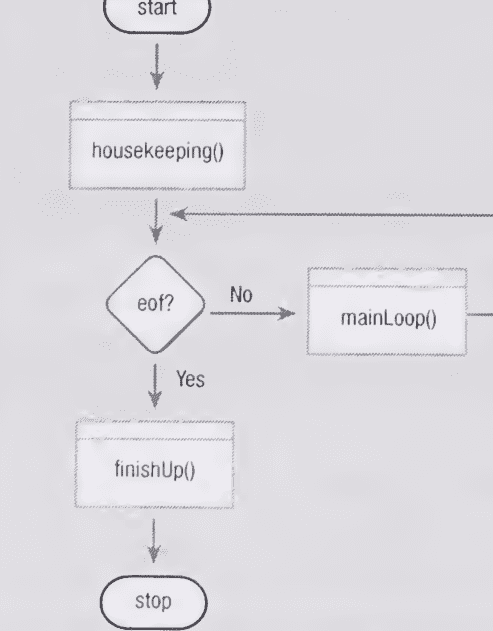 start
housekeeping()
eof?
No
mainLoop()
Yes
finishUp()
stop